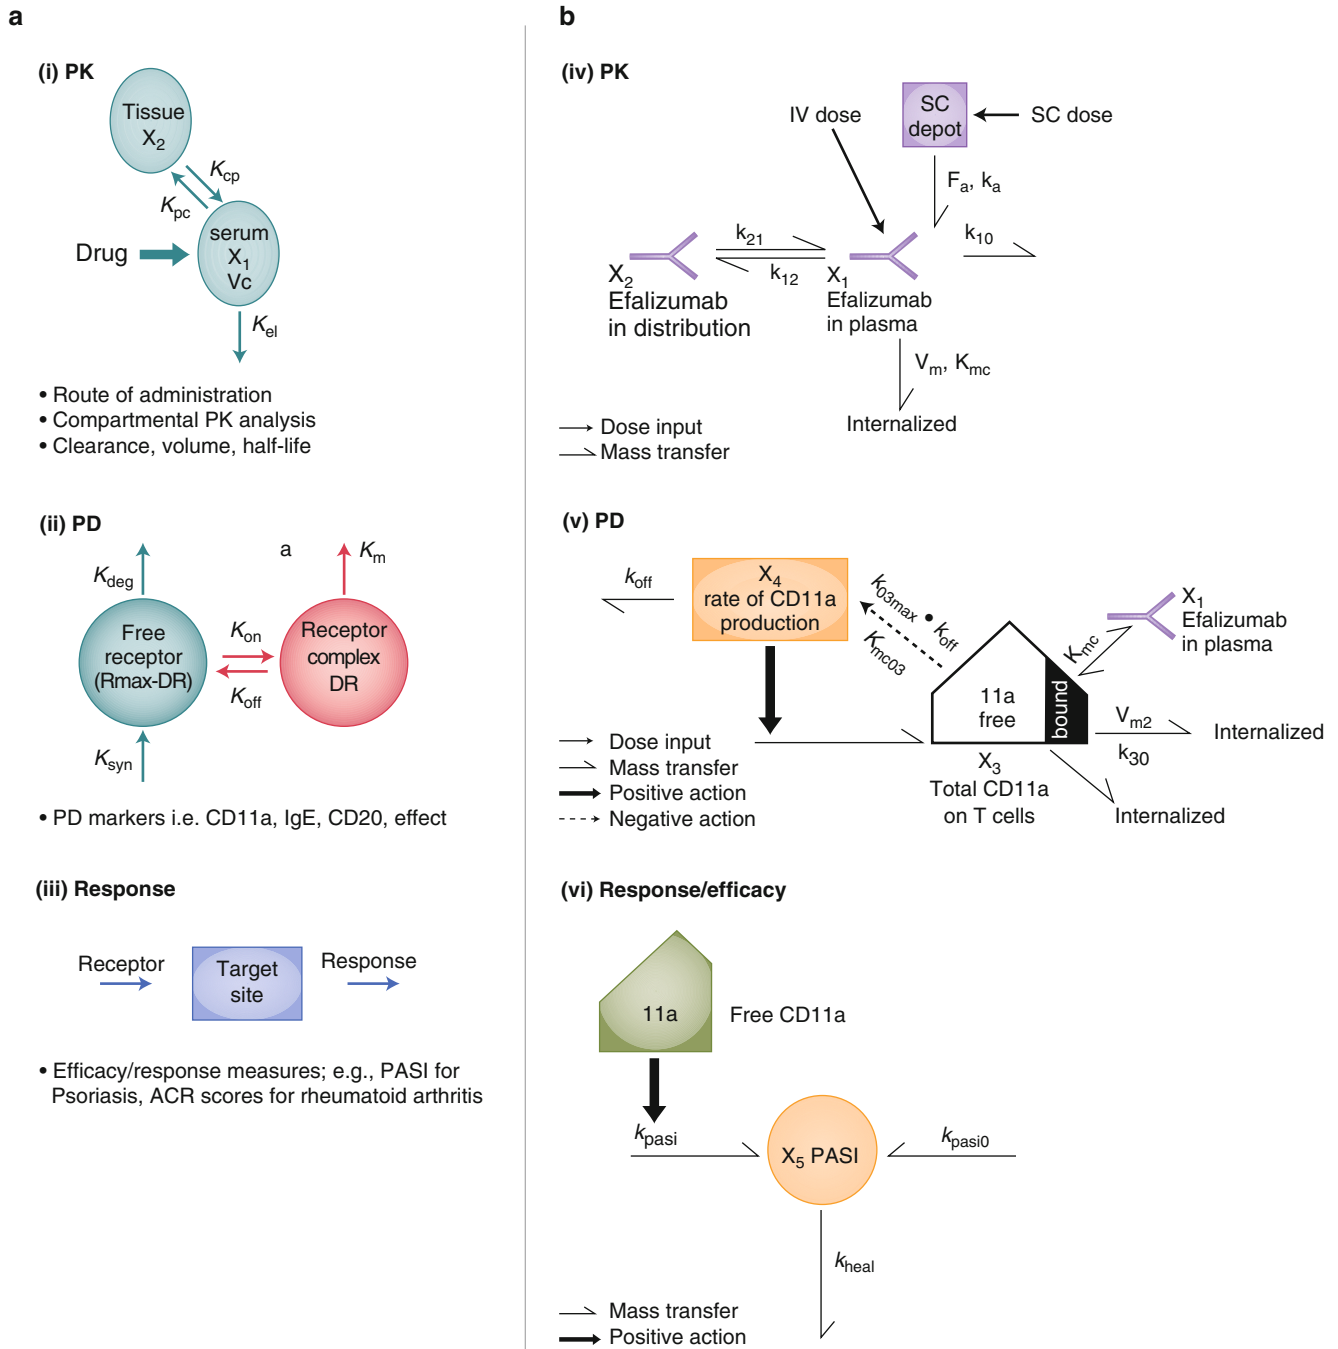 a
(i) PK
Tissue
X2
Kcp
Kpc
Drug
serum
X1
Vc
Kel
• Route of administration
• Compartmental PK analysis
• Clearance, volume, half-life
(ii) PD
a
Km
Kdeg
Free
receptor
(Rmax-DR)
Kon
Koff
Receptor
complex
DR
Ksyn
• PD markers i.e. CD11a, IgE, CD20, effect
(iii) Response
Receptor
Target
site
Response
• Efficacy/response measures; e.g., PASI for
Psoriasis, ACR scores for rheumatoid arthritis
b
(iv) PK
IV dose
SC
depot
SC dose
Fa, ka
k21
k12
k10
X2
Efalizumab
in distribution
X1
Efalizumab
in plasma
Vm, Kmc
Internalized
Dose input
Mass transfer
(v) PD
koff
X4
rate of CD11a
production
k03max • koff
Kmc03
X1
Efalizumab
in plasma
Kmc
11a
free
bound
Vm2
k30
Internalized
X3
Total CD11a
on T cells
Internalized
Dose input
Mass transfer
Positive action
Negative action
(vi) Response/efficacy
11a
Free CD11a
kpasi
X5 PASI
kpasi0
kheal
Mass transfer
Positive action